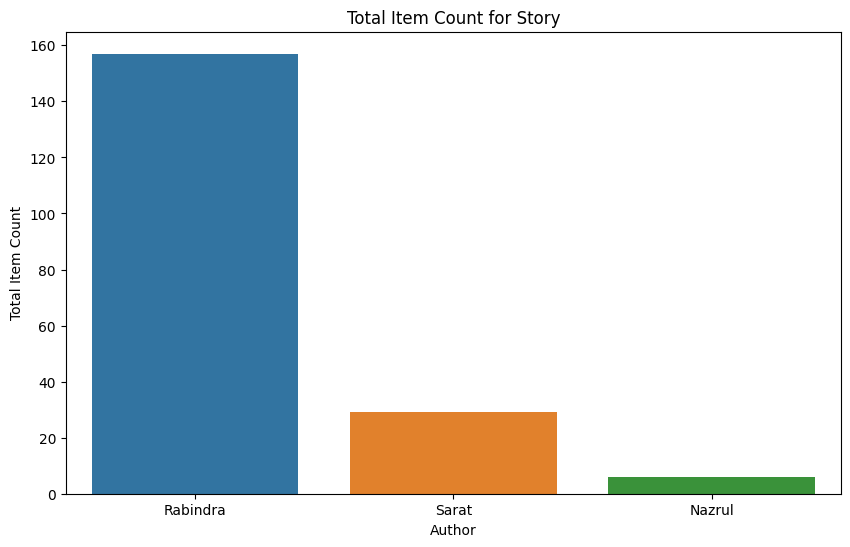 Total Item Count for Story
Total Item Count
160
140
120
100
80
60
40
20
0
Rabindra
Sarat
Nazrul
Author